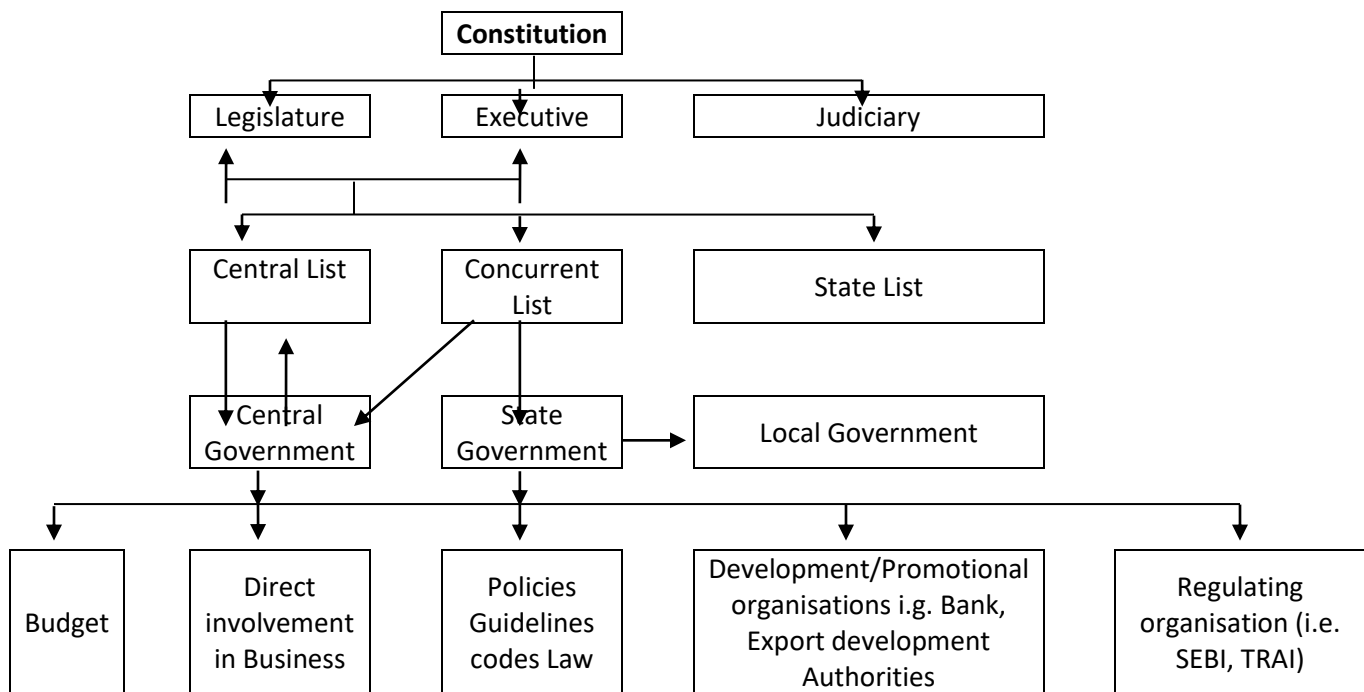 Constitution
Legislature
Executive
Judiciary
Central List
Concurrent
List
State List
Central
Government
State
Government
Local Government
Budget
Direct
involvement
in Business
Policies
Guidelines
codes Law
Development/Promotional
organisations i.g. Bank,
Export development
Authorities
Regulating
organisation (i.e.
SEBI, TRAI)